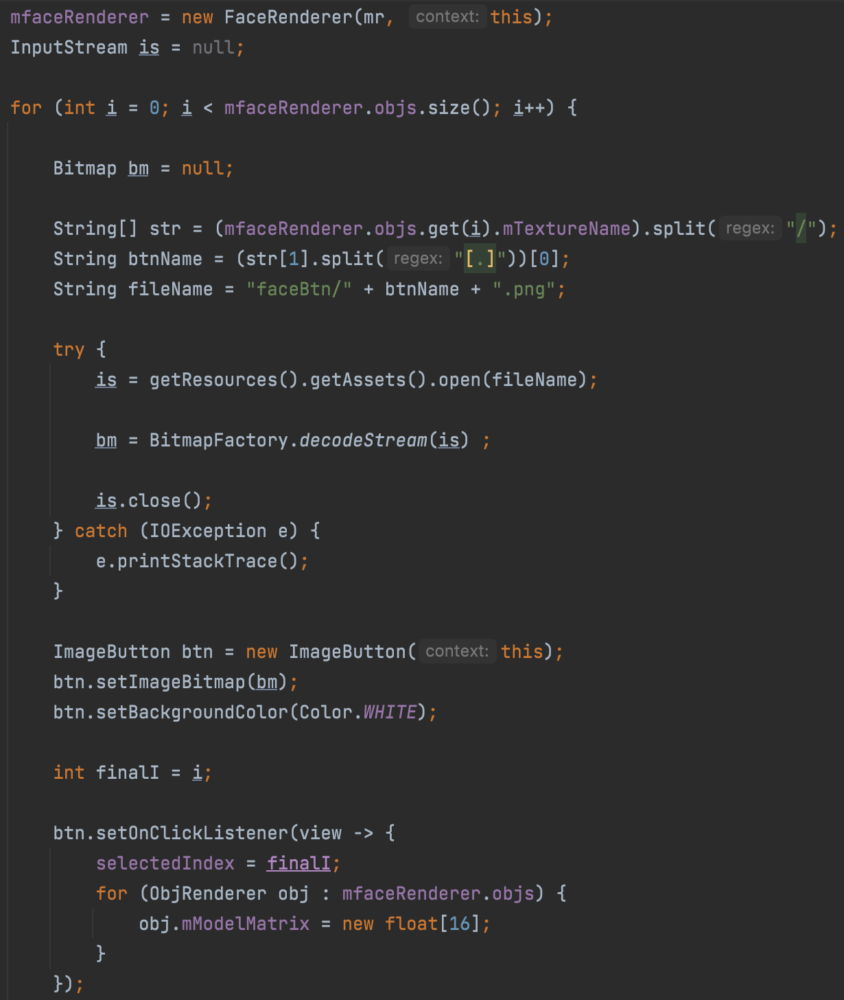 mfaceRenderer = new FaceRenderer(mr, context: this);
InputStream is = null;
for (int i = 0; i < mfaceRenderer.objs.size(); i++) {
Bitmap bm = null;
String[] str = (mfaceRenderer.objs.get(i).mTextureName).split( regex: "/");
String btnName = (str[1].split( regex: "[.]"))[0];
String fileName = "faceBtn/" + btnName + ".png";
try {
is = getResources().getAssets().open(fileName);
bm = BitmapFactory.decodeStream(is) ;
is.close();
} catch (IOException e) {
e.printStackTrace();
}
ImageButton btn = new ImageButton( context: this);
btn.setImageBitmap(bm);
btn.setBackgroundColor(Color.WHITE);
int finalI = i;
btn.setOnClickListener(view -> {
selectedIndex = finalI;
for (ObjRenderer obj : mfaceRenderer.objs) {
obj.mModelMatrix = new float[16];
}
});